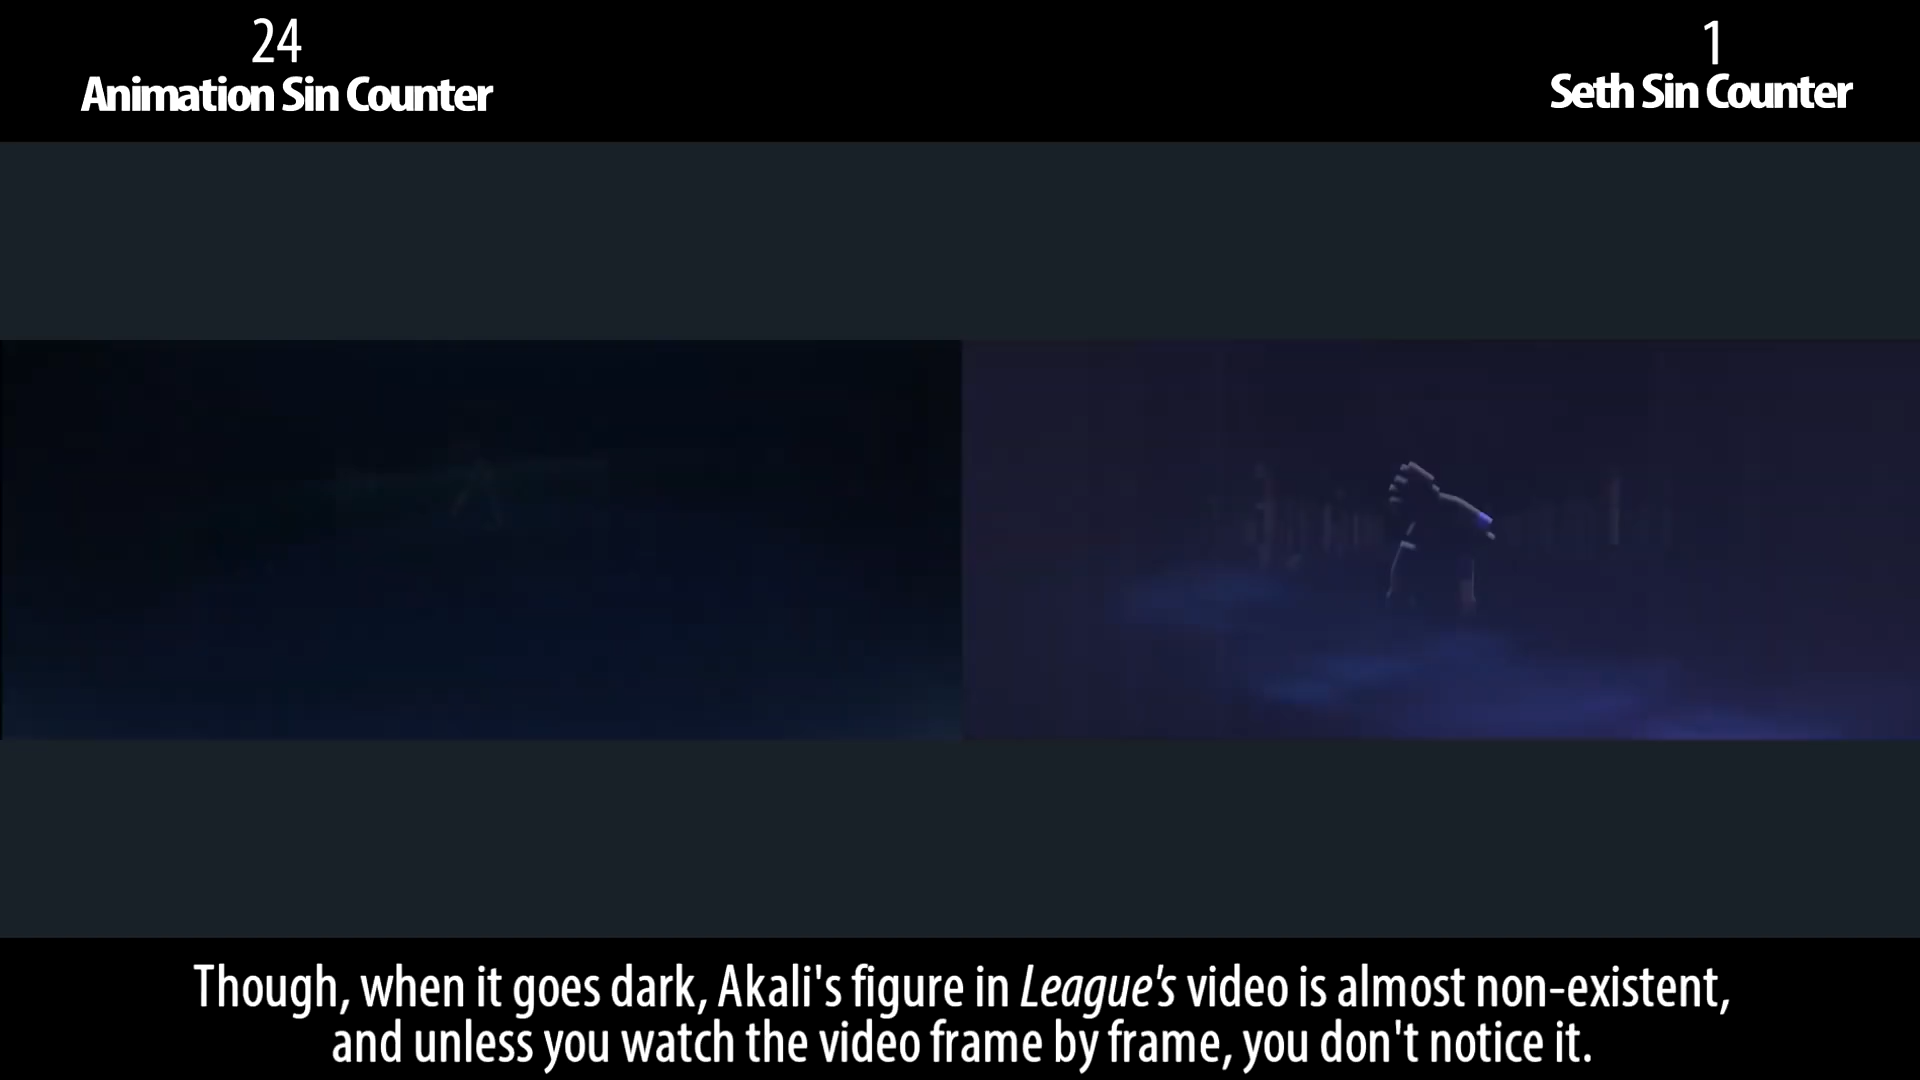 24
Animation Sin Counter
1
Seth Sin Counter
Though, when it goes dark, Akali's figure in League's video is almost non-existent,
and unless you watch the video frame by frame, you don't notice it.